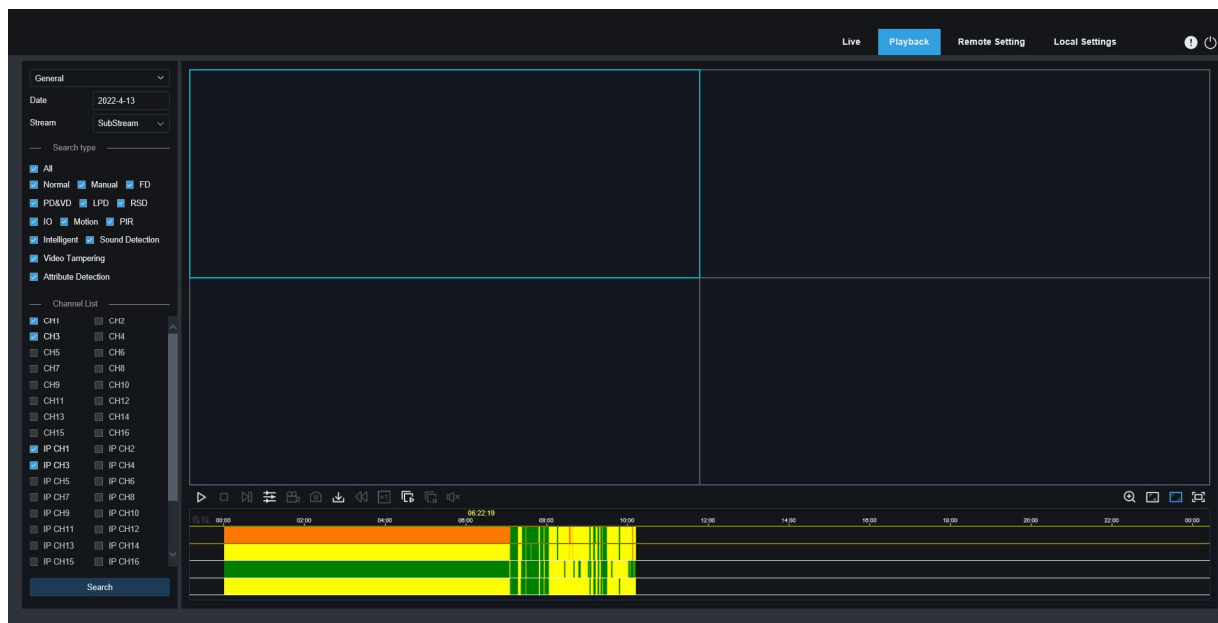 Live Playback Remote Setting Local Settings
General
Date 2022-4-13
Stream SubStream
Search type
All
Normal Manual FD
PD&VD LPD RSD
IO Motion PIR
Intelligent Sound Detection
Video Tampering
Attribute Detection
Channel List
CH1 CH2
CH3 CH4
CH5 CH6
CH7 CH8
CH9 CH10
CH11 CH12
CH13 CH14
CH15 CH16
IP CH1 IP CH2
IP CH3 IP CH4
IP CH5 IP CH6
IP CH7 IP CH8
IP CH9 IP CH10
IP CH11 IP CH12
IP CH13 IP CH14
IP CH15 IP CH16
Search
x1
06:22:19
00:00 02:00 04:00 06:00 08:00 10:00 12:00 14:00 16:00 18:00 20:00 22:00 00:00